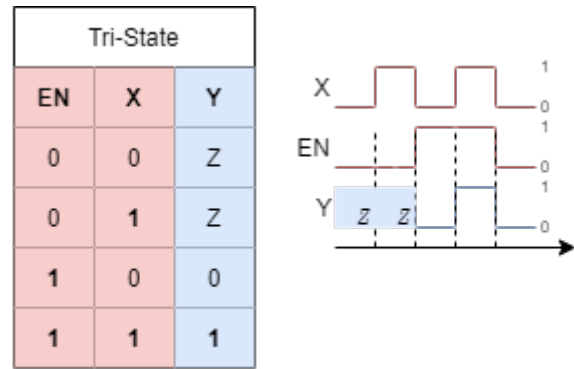 Tri-State
EN X Y
0 0 Z
0 1 Z
1 0 0
1 1 1
X 1
0
EN 1
0
Y Z Z 1
0